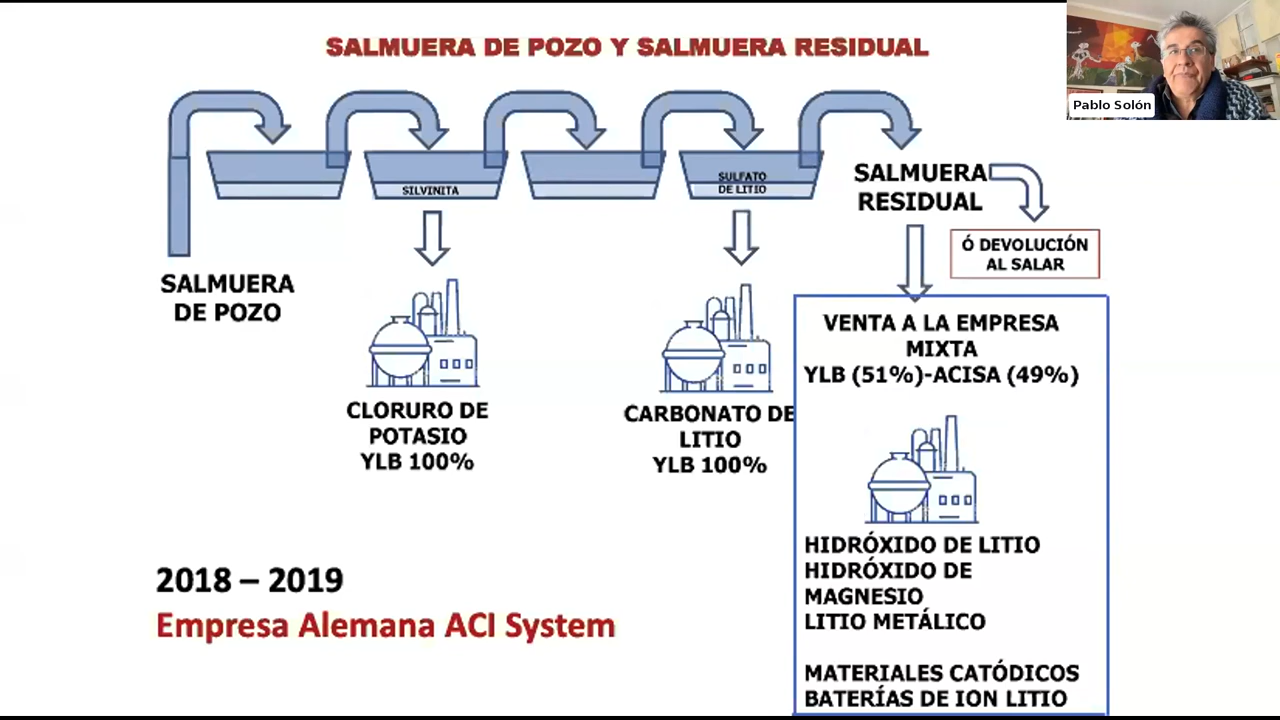 SALMUERA DE POZO Y SALMUERA RESIDUAL
Pablo Solón
SILVINITA
SULFATO
DE LITIO
SALMUERA
RESIDUAL
Ó DEVOLUCIÓN
AL SALAR
SALMUERA
DE POZO
CLORURO DE
POTASIO
YLB 100%
CARBONATO DE
LITIO
YLB 100%
VENTA A LA EMPRESA
MIXTA
YLB (51%)-ACISA (49%)
HIDRÓXIDO DE LITIO
HIDRÓXIDO DE
MAGNESIO
LITIO METÁLICO
MATERIALES CATÓDICOS
BATERÍAS DE ION LITIO
2018 – 2019
Empresa Alemana ACI System